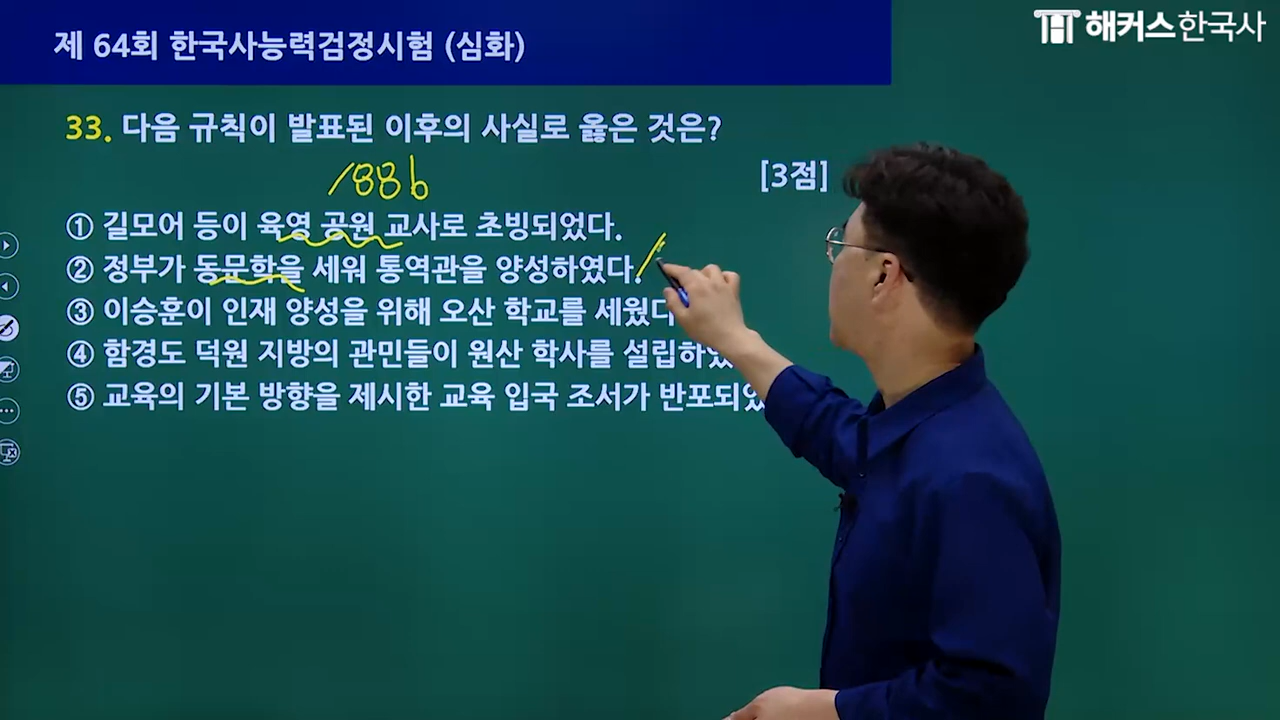 제 64회 한국사능력검정시험 (심화)
해커스한국사
33. 다음 규칙이 발표된 이후의 사실로 옳은 것은?
[3점]
1886
① 길모어 등이 육영 공원 교사로 초빙되었다.
② 정부가 동문학을 세워 통역관을 양성하였다.
③ 이승훈이 인재 양성을 위해 오산 학교를 세웠다
④ 함경도 덕원 지방의 관민들이 원산 학사를 설립하였
⑤ 교육의 기본 방향을 제시한 교육 입국 조서가 반포되었